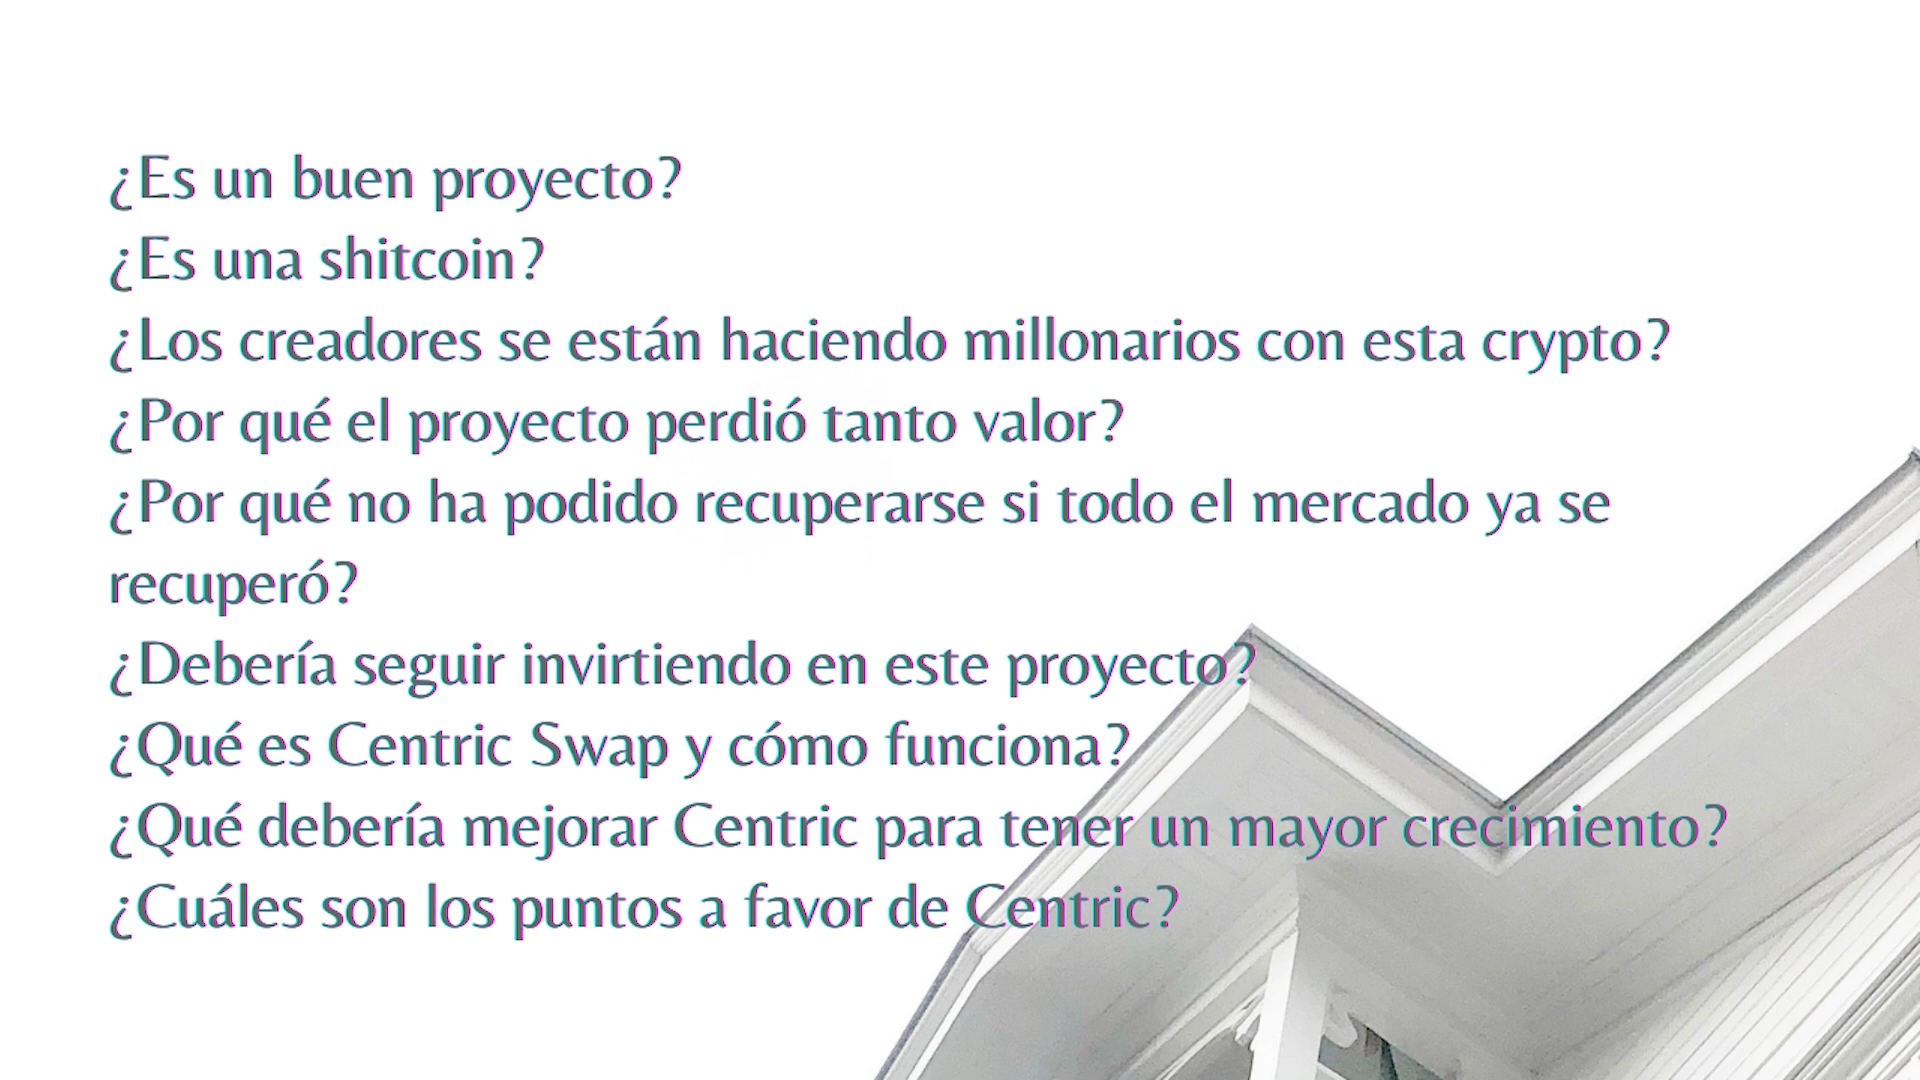 ¿Es un buen proyecto?
¿Es una shitcoin?
¿Los creadores se están haciendo millonarios con esta crypto?
¿Por qué el proyecto perdió tanto valor?
¿Por qué no ha podido recuperarse si todo el mercado ya se
recuperó?
¿Debería seguir invirtiendo en este proyecto?
¿Qué es Centric Swap y cómo funciona?
¿Qué debería mejorar Centric para tener un mayor crecimiento?
¿Cuáles son los puntos a favor de Centric?